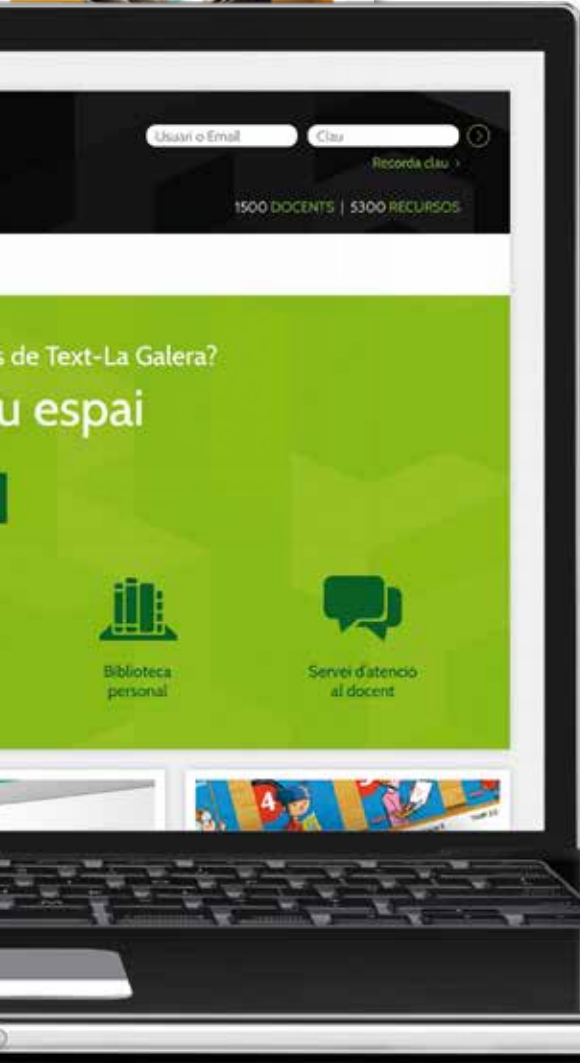 Usuari o Email
Clau
Recorda clau ›
1500 DOCENTS | 5300 RECURSOS
s de Text-La Galera?
u espai
Biblioteca
personal
Servei d'atenció
al docent
4